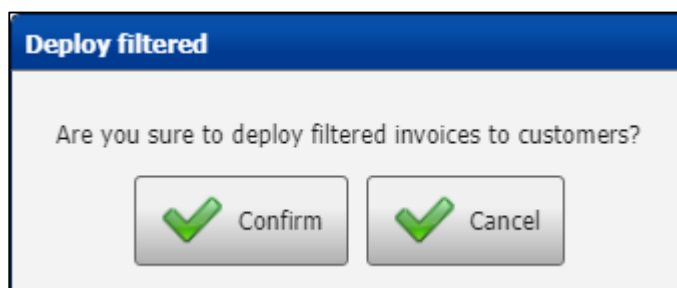 Deploy filtered
Are you sure to deploy filtered invoices to customers?
Confirm
Cancel